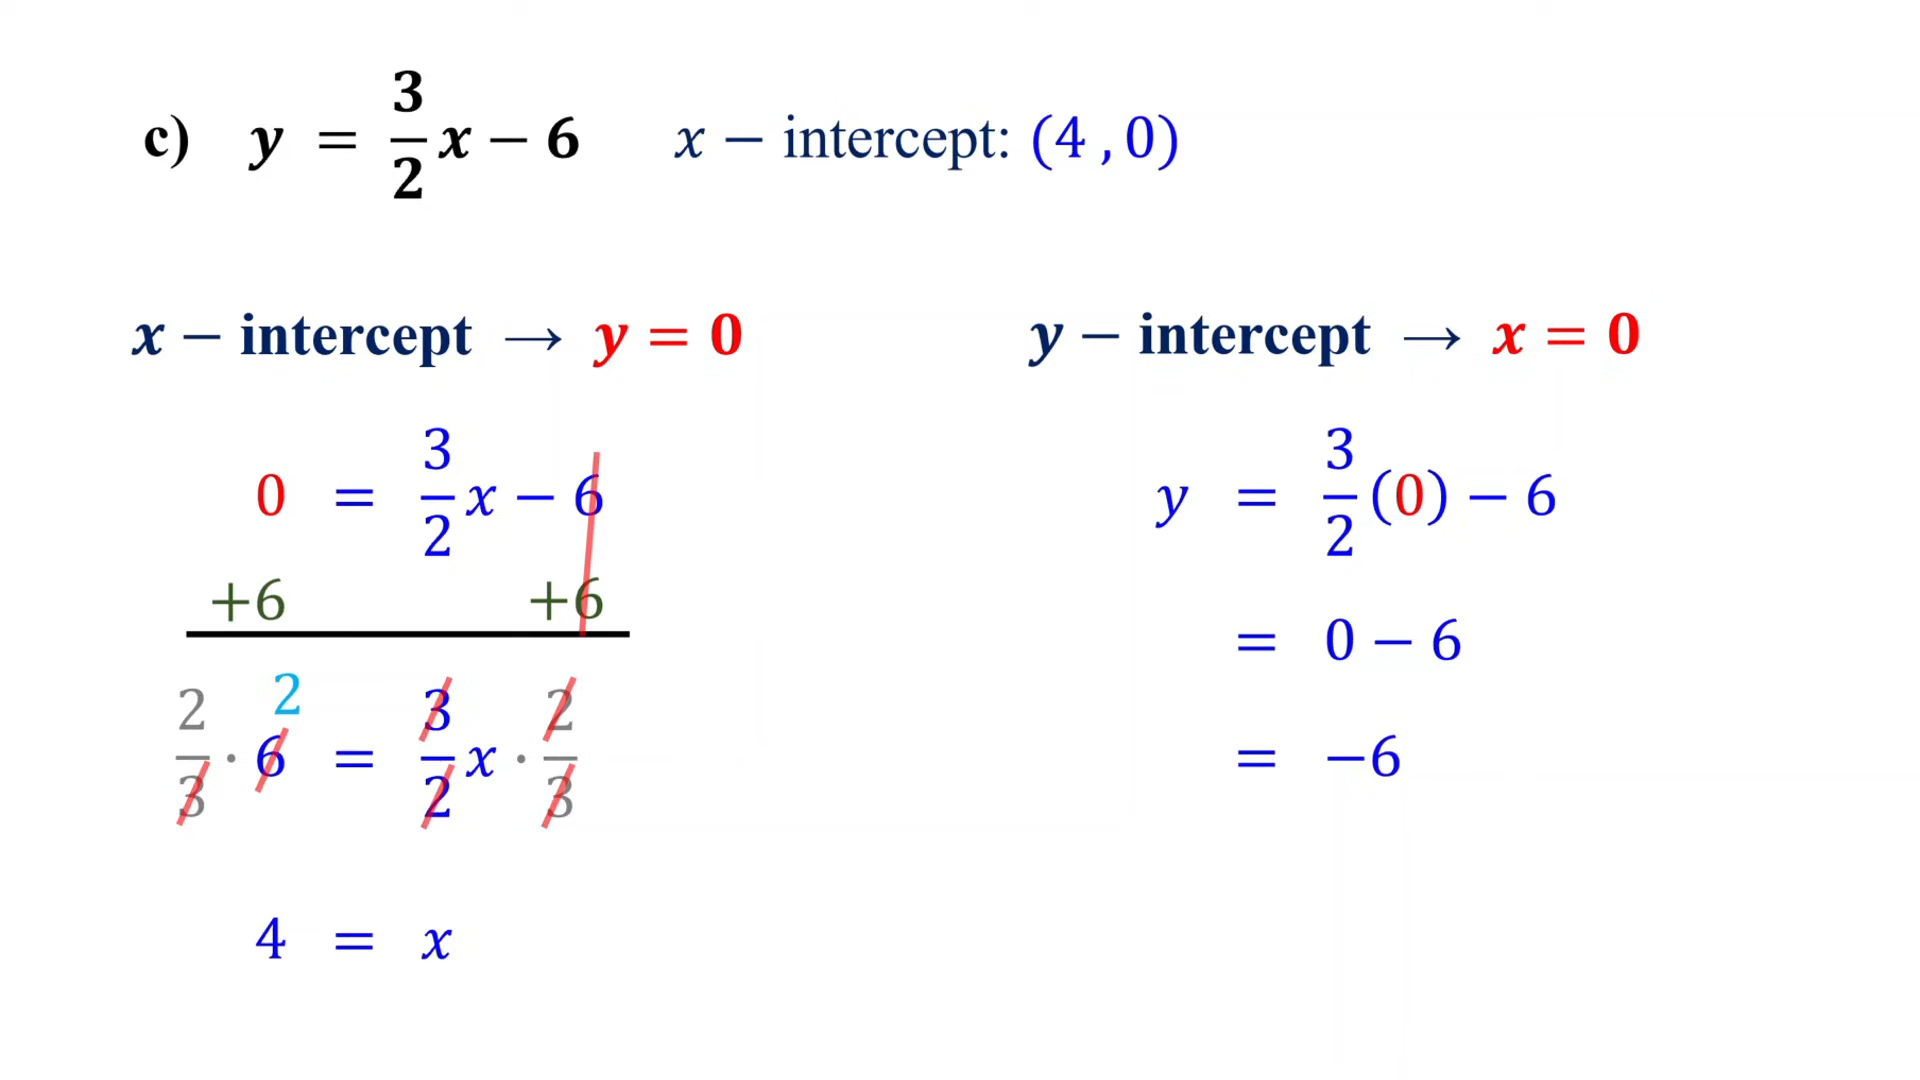 c) y = 3/2 x − 6 x − intercept: (4 , 0)
x − intercept → y = 0
0 = 3/2 x − 6
+6 +6
2/3 · 6 2 = 3/2 x · 2/3
4 = x
y − intercept → x = 0
y = 3/2 (0) − 6
= 0 − 6
= −6